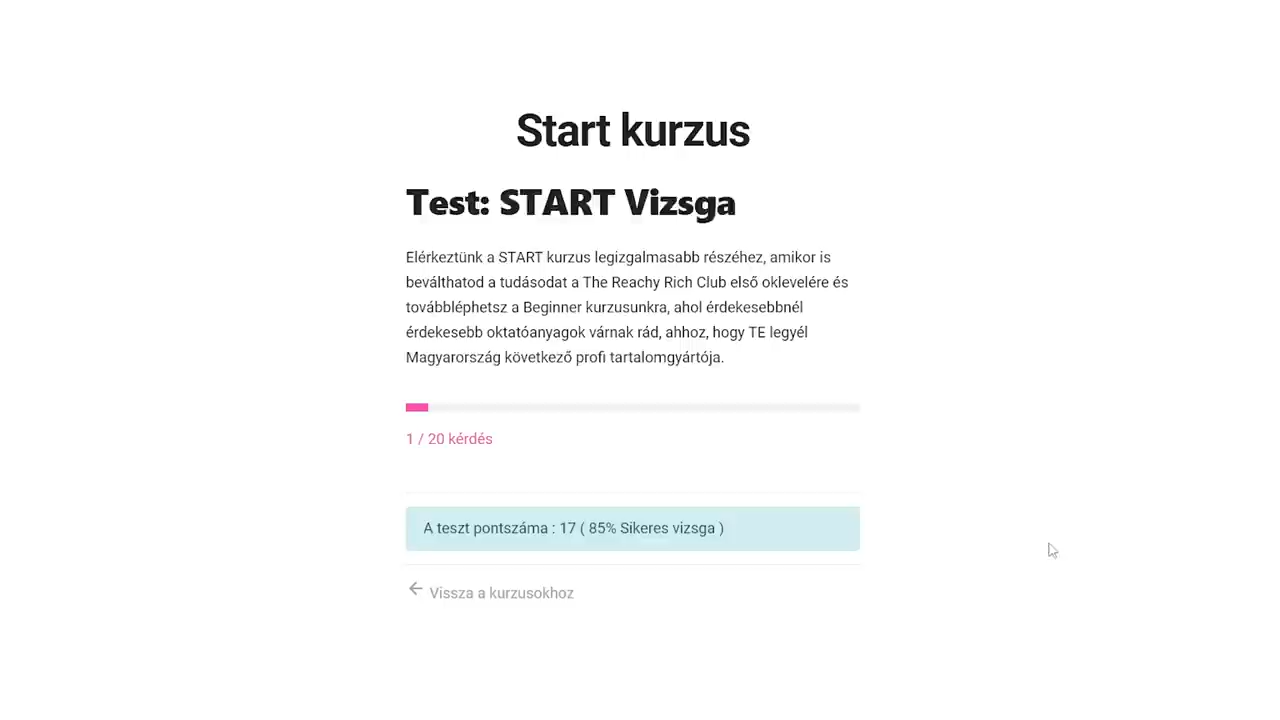 Start kurzus
Test: START Vizsga
Elérkeztünk a START kurzus legizgalmasabb részéhez, amikor is
beválthatod a tudásodat a The Reachy Rich Club első oklevelére és
továbbléphetsz a Beginner kurzusunkra, ahol érdekesebbnél
érdekesebb oktatóanyagok várnak rád, ahhoz, hogy TE legyél
Magyarország következő profi tartalomgyártója.
1 / 20 kérdés
A teszt pontszáma : 17 ( 85% Sikeres vizsga )
Vissza a kurzusokhoz